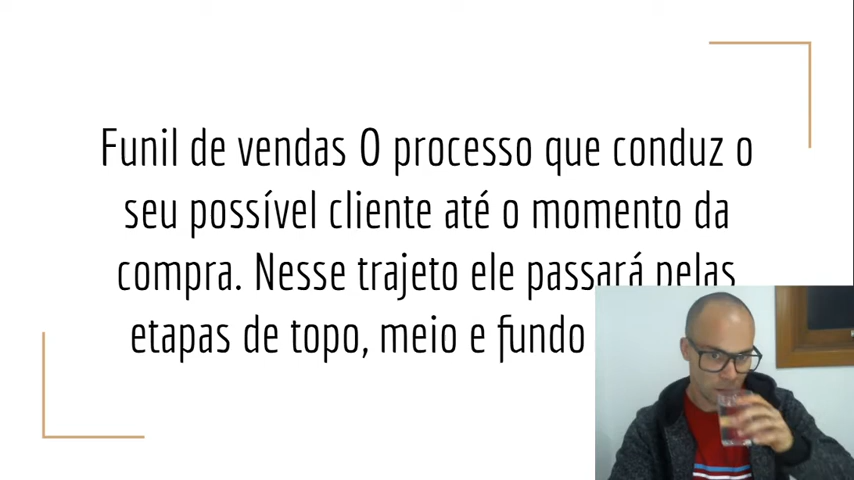 Funil de vendas O processo que conduz o
seu possível cliente até o momento da
compra. Nesse trajeto ele passará pelas
etapas de topo, meio e fundo